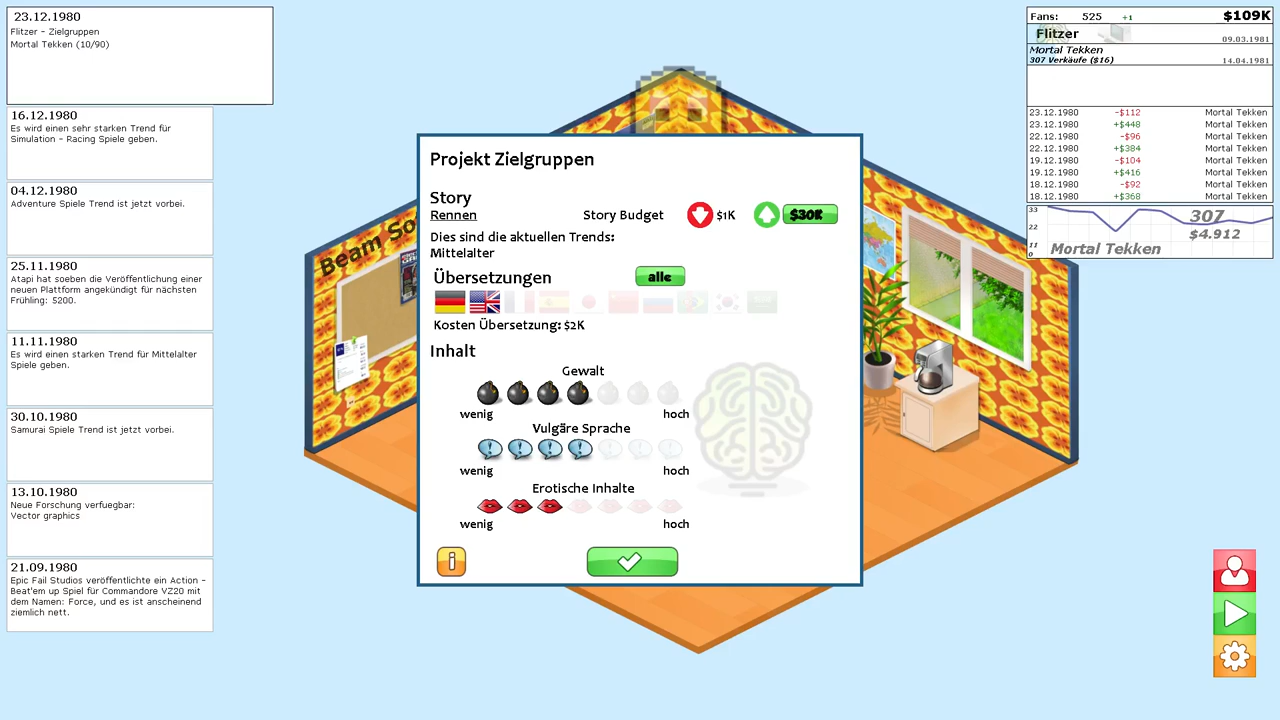 23.12.1980
Flitzer - Zielgruppen
Mortal Tekken (10/90)
16.12.1980
Es wird einen sehr starken Trend für
Simulation - Racing Spiele geben.
04.12.1980
Adventure Spiele Trend ist jetzt vorbei.
25.11.1980
Atapi hat soeben die Veröffentlichung einer
neuen Plattform angekündigt für nächsten
Frühling: 5200.
11.11.1980
Es wird einen starken Trend für Mittelalter
Spiele geben.
30.10.1980
Samurai Spiele Trend ist jetzt vorbei.
13.10.1980
Neue Forschung verfuegbar:
Vector graphics
21.09.1980
Epic Fail Studios veröffentlichte ein Action -
Beat'em up Spiel für Commandore VZ20 mit
dem Namen: Force, und es ist anscheinend
ziemlich nett.
Beam So
Projekt Zielgruppen
Story
Rennen
Story Budget
$1K
$30K
Dies sind die aktuellen Trends:
Mittelalter
Übersetzungen
alle
Kosten Übersetzung: $2K
Inhalt
Gewalt
wenig
hoch
Vulgäre Sprache
wenig
hoch
Erotische Inhalte
wenig
hoch
Fans: 525 +1 $109K
Flitzer 09.03.1981
Mortal Tekken
307 Verkäufe ($16) 14.04.1981
23.12.1980 -$112 Mortal Tekken
23.12.1980 +$448 Mortal Tekken
22.12.1980 -$96 Mortal Tekken
22.12.1980 +$384 Mortal Tekken
19.12.1980 -$104 Mortal Tekken
19.12.1980 +$416 Mortal Tekken
18.12.1980 -$92 Mortal Tekken
18.12.1980 +$368 Mortal Tekken
33
22
11
0
307
$4.912
Mortal Tekken